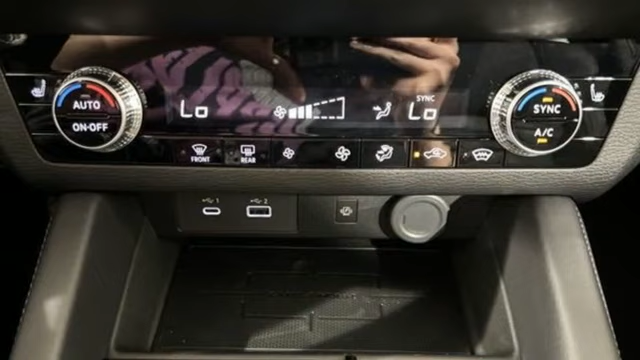 AUTO
ON·OFF
Lo
SYNC
Lo
SYNC
A/C
FRONT
REAR
1
2